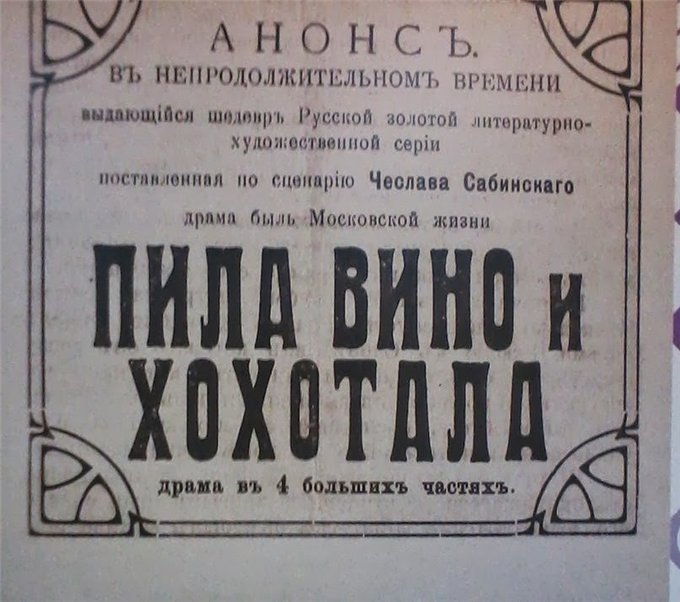 АНОНСЪ.
ВЪ НЕПРОДОЛЖИТЕЛЬНОМЪ ВРЕМЕНИ
выдающійся шедевръ Русской золотой литературно-
художественной серіи
поставленная по сценарію Чеслава Сабинскаго
драма быль Московской жизни
ПИЛА ВИНО и
ХОХОТАЛА
драма въ 4 большихъ частяхъ.